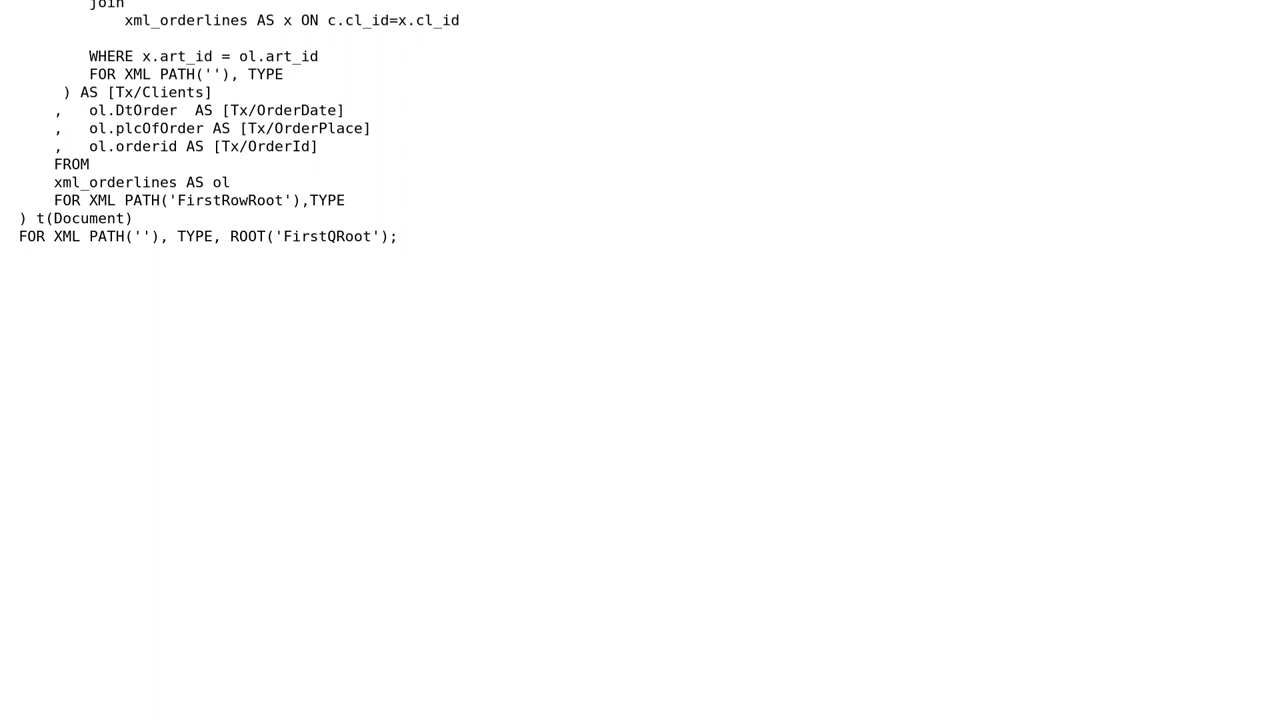 join
xml_orderlines AS x ON c.cl_id=x.cl_id
WHERE x.art_id = ol.art_id
FOR XML PATH(''), TYPE
) AS [Tx/Clients]
,   ol.DtOrder  AS [Tx/OrderDate]
,   ol.plcOfOrder AS [Tx/OrderPlace]
,   ol.orderid AS [Tx/OrderId]
FROM
xml_orderlines AS ol
FOR XML PATH('FirstRowRoot'),TYPE
) t(Document)
FOR XML PATH(''), TYPE, ROOT('FirstQRoot');